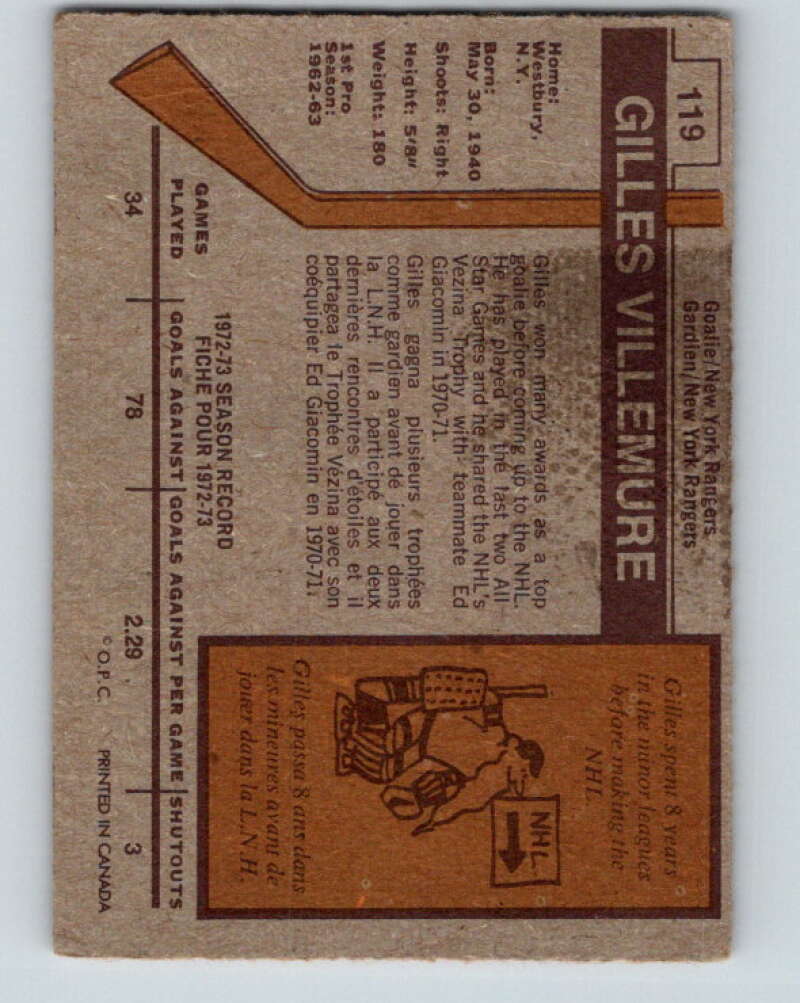 119
Goalie/New York Rangers
Gardien/New York Rangers
GILLES VILLEMURE
Home:
Westbury,
N.Y.
Born:
May 30, 1940
Shoots: Right
Height: 5'8"
Weight: 180
1st Pro
Season:
1962-63
Gilles won many awards as a top
goalie before coming up to the NHL.
He has played in the last two All
Star Games and he shared the NHL's
Vezina Trophy with teammate Ed
Giacomin in 1970-71.
Gilles gagna plusieurs trophées
comme gardien avant de jouer dans
la L.N.H. Il a participé aux deux
dernières rencontres d'étoiles et il
partagea le Trophée Vézina avec son
coéquipier Ed Giacomin en 1970-71.
Gilles spent 8 years
in the minor leagues
before making the
NHL.
NHL
Gilles passa 8 ans dans
les mineures avant de
jouer dans la L.N.H.
1972-73 SEASON RECORD
FICHE POUR 1972-73
GAMES
PLAYED GOALS AGAINST GOALS AGAINST PER GAME SHUTOUTS
34 78 2.29 3
© O.P.C. PRINTED IN CANADA